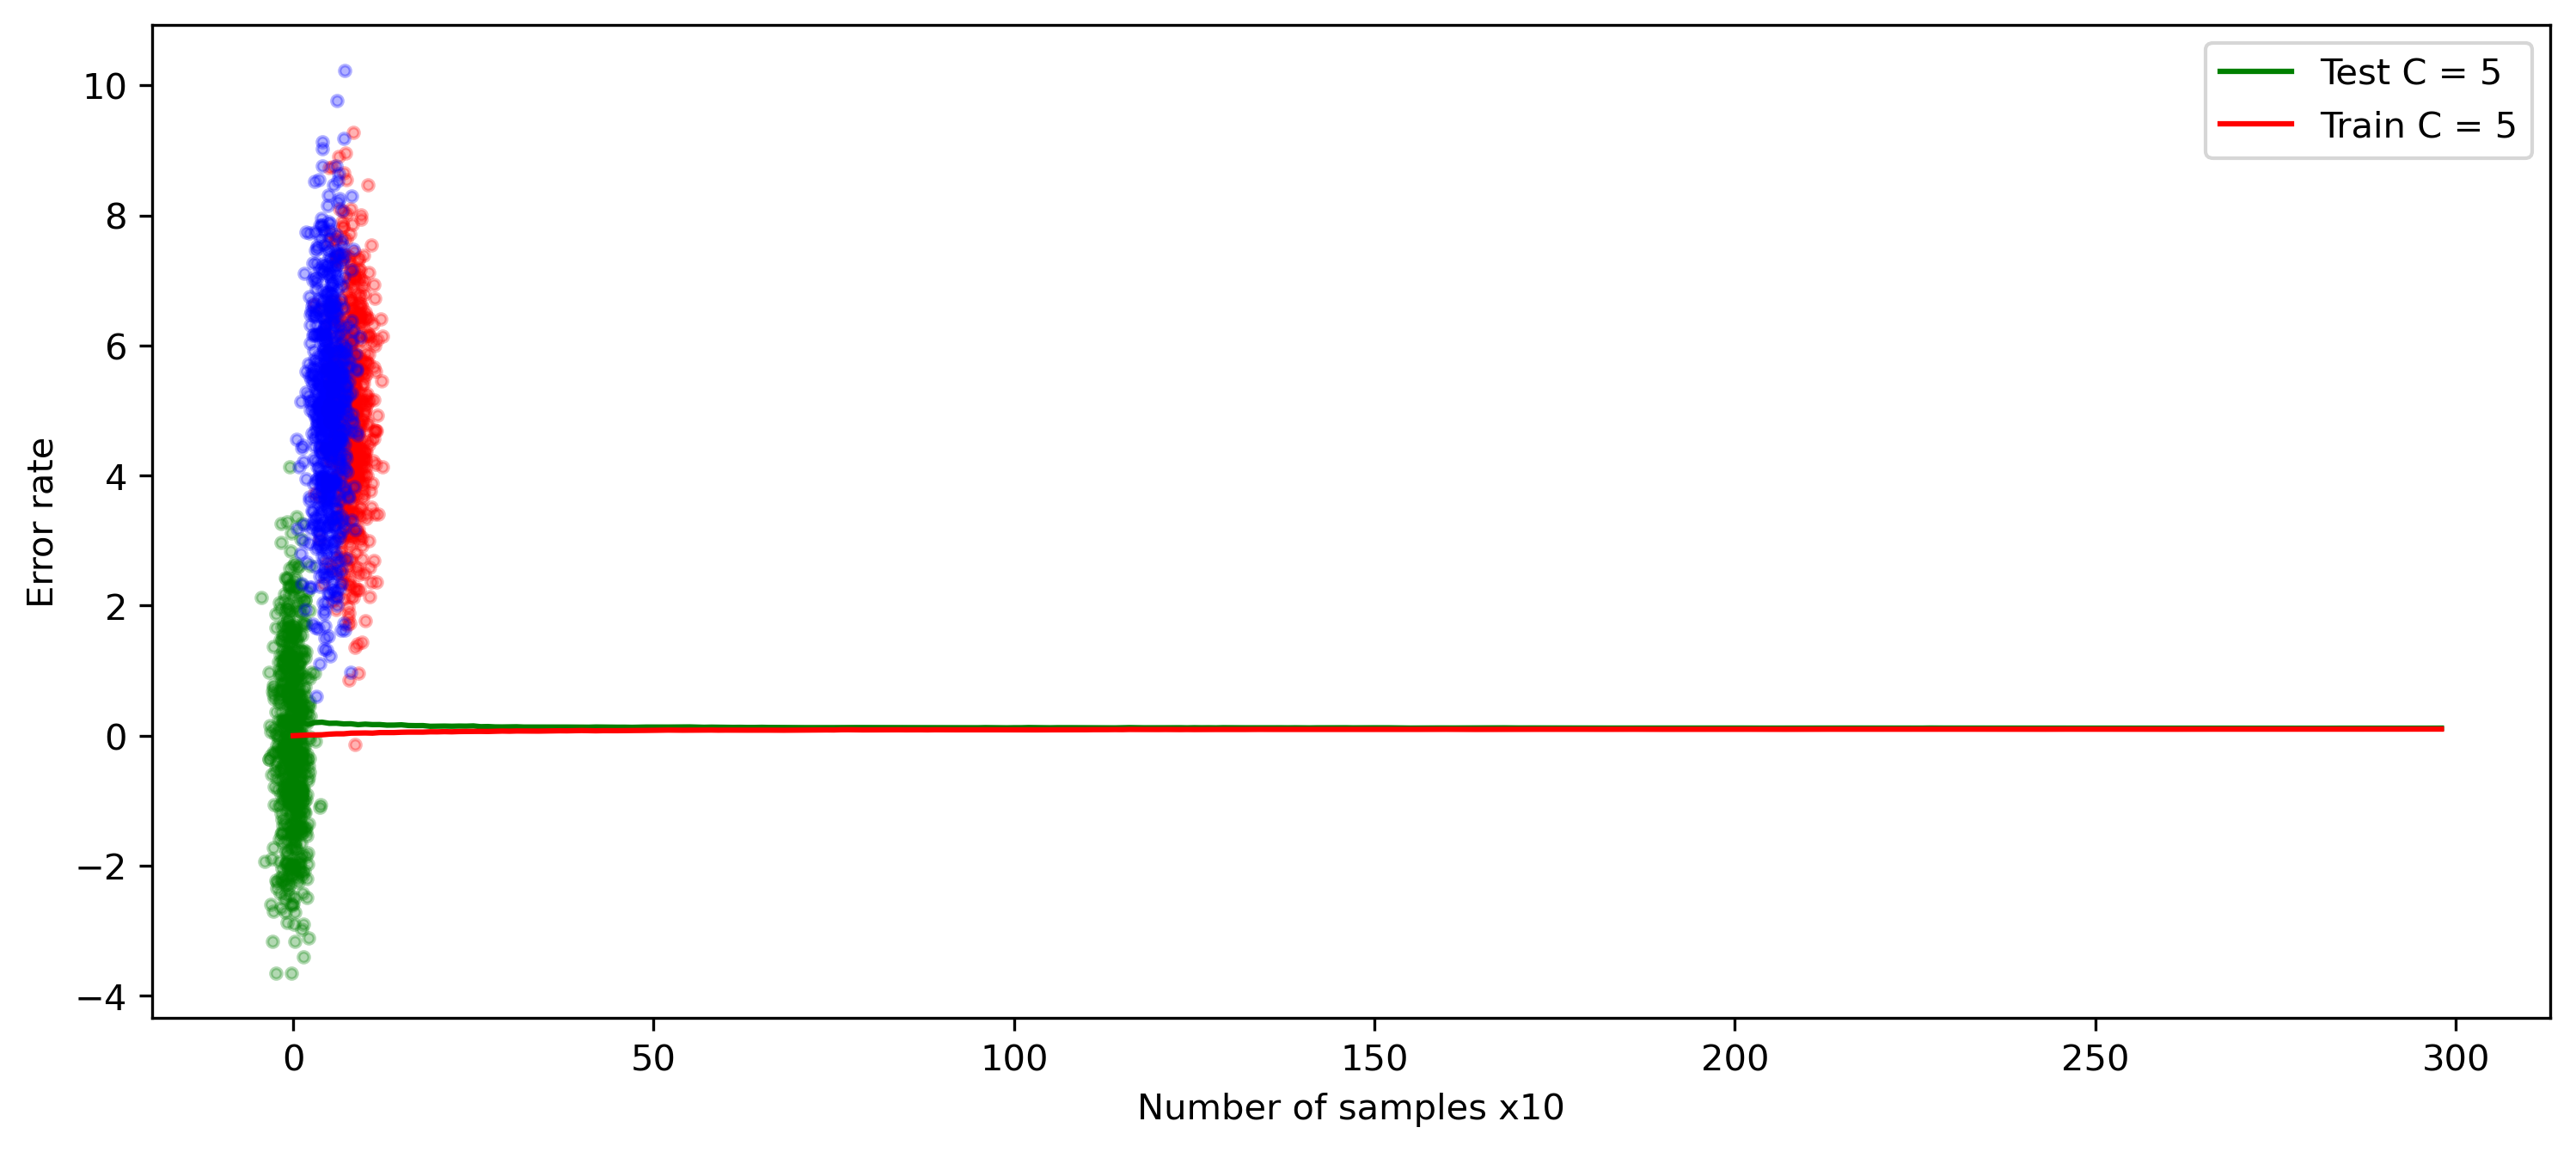 Test C = 5
Train C = 5
10
8
6
4
2
0
−2
−4
Error rate
0 50 100 150 200 250 300
Number of samples x10